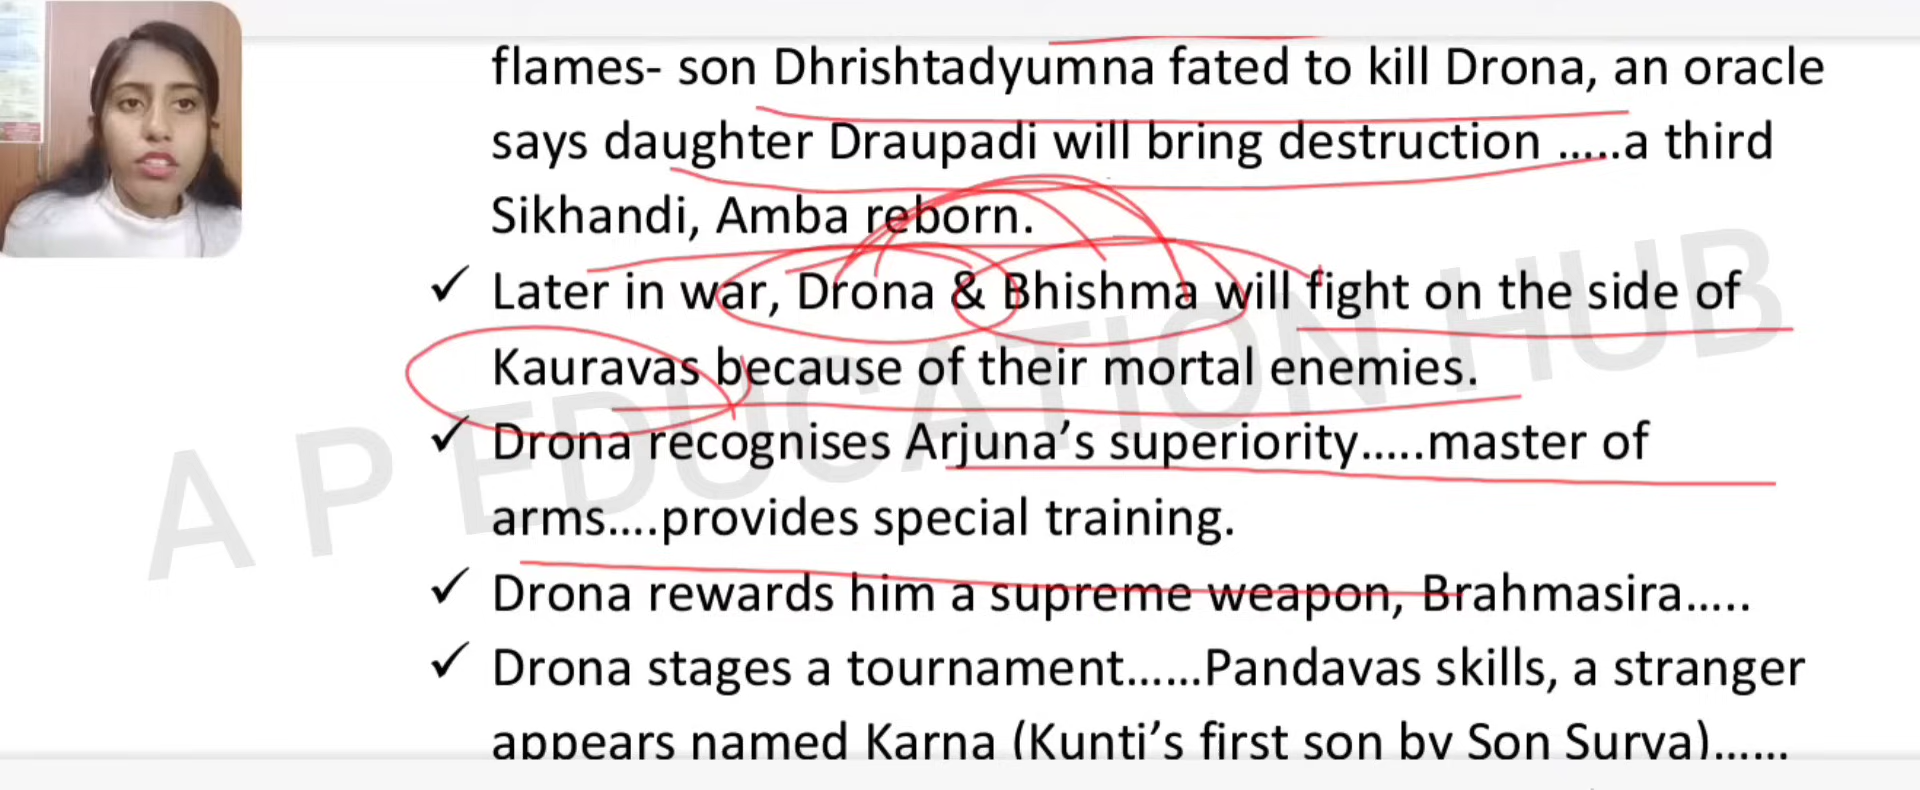 flames- son Dhrishtadyumna fated to kill Drona, an oracle
says daughter Draupadi will bring destruction .....a third
Sikhandi, Amba reborn.
✓ Later in war, Drona & Bhishma will fight on the side of
Kauravas because of their mortal enemies.
✓ Drona recognises Arjuna's superiority.....master of
arms....provides special training.
✓ Drona rewards him a supreme weapon, Brahmasira.....
✓ Drona stages a tournament......Pandavas skills, a stranger
appears named Karna (Kunti's first son by Son Surya)......
A P EDUCATION HUB